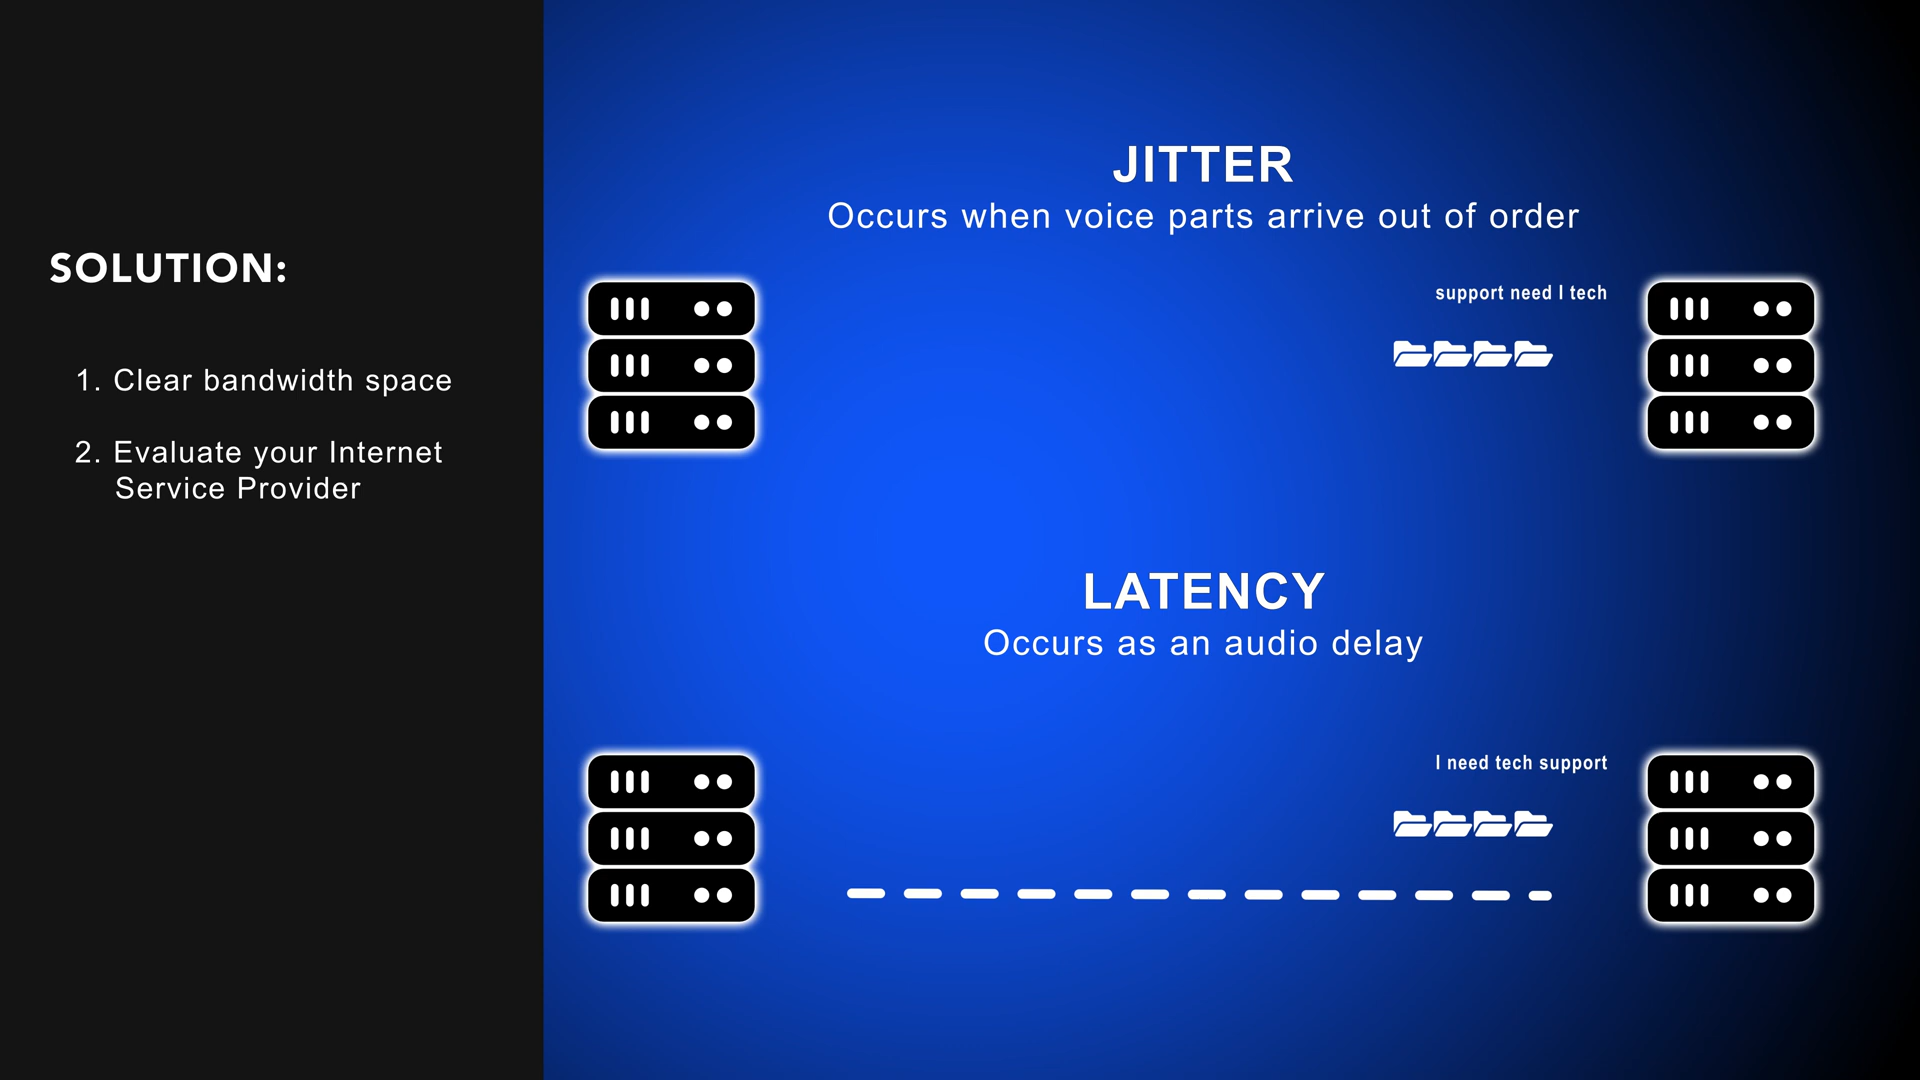 SOLUTION:
1. Clear bandwidth space
2. Evaluate your Internet
Service Provider
JITTER
Occurs when voice parts arrive out of order
support need I tech
LATENCY
Occurs as an audio delay
I need tech support